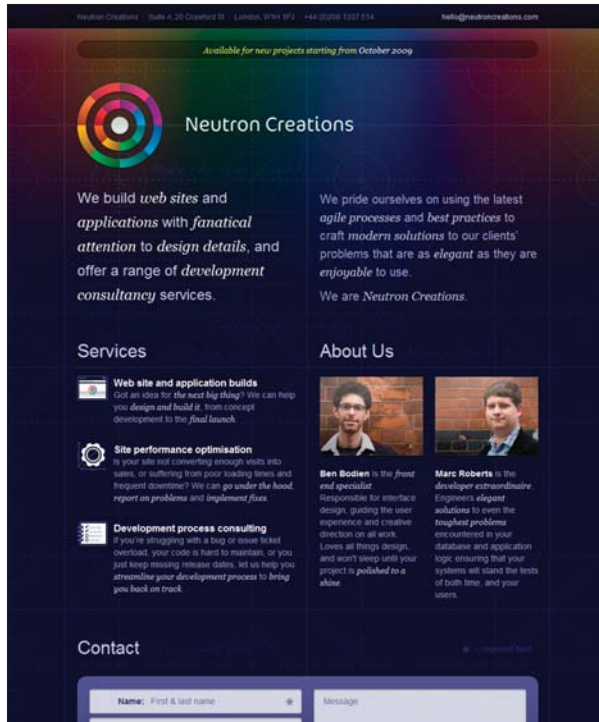 Neutron Creations
Suite 4, 20 Crawford St
London, W1H 1PJ
+44 (0)208 1337 514
hello@neutroncreations.com
Available for new projects starting from October 2009
Neutron Creations
We build web sites and
applications with fanatical
attention to design details, and
offer a range of development
consultancy services.
We pride ourselves on using the latest
agile processes and best practices to
craft modern solutions to our clients'
problems that are as elegant as they are
enjoyable to use.
We are Neutron Creations.
Services
Web site and application builds
Got an idea for the next big thing? We can help
you design and build it, from concept
development to the final launch.
Site performance optimisation
Is your site not converting enough visits into
sales, or suffering from poor loading times and
frequent downtime? We can go under the hood,
report on problems and implement fixes.
Development process consulting
If you're struggling with a bug or issue ticket
overload, your code is hard to maintain, or you
just keep missing release dates, let us help you
streamline your development process to bring
you back on track.
About Us
Ben Bodien is the front
end specialist.
Responsible for interface
design, guiding the user
experience and creative
direction on all work.
Loves all things design,
and won't sleep until your
project is polished to a
shine.
Marc Roberts is the
developer extraordinaire.
Engineers elegant
solutions to even the
toughest problems
encountered in your
database and application
logic ensuring that your
systems will stand the tests
of both time, and your
users.
Contact
* = required field
Name: First & last name *
Message